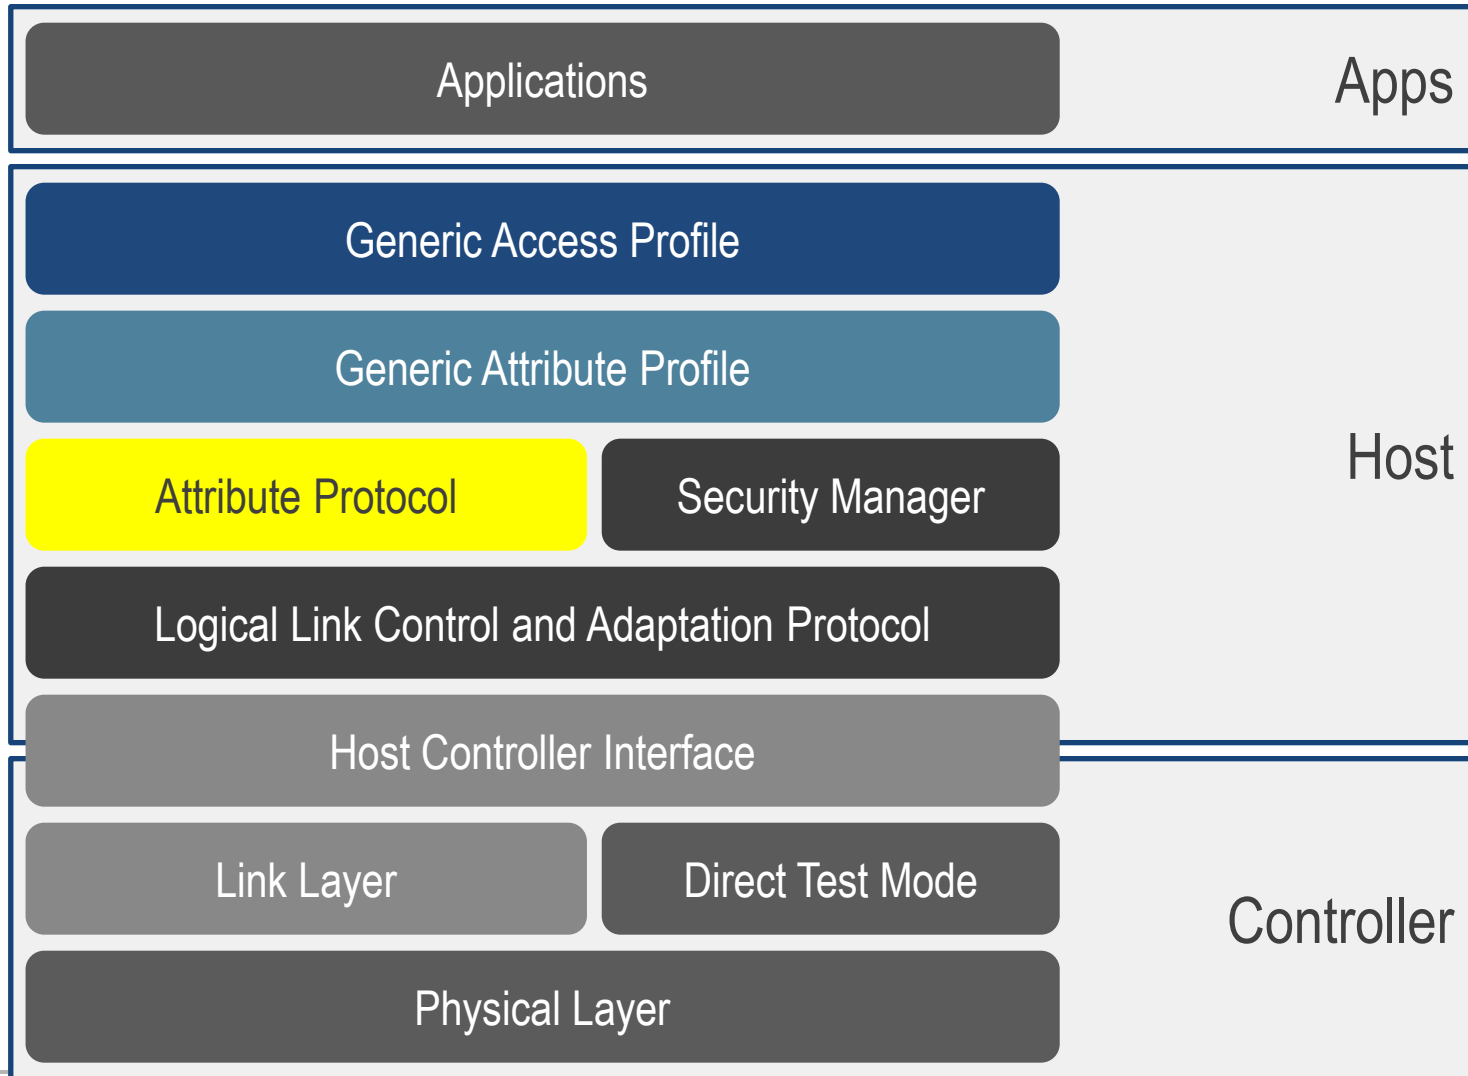 Applications
Apps
Generic Access Profile
Generic Attribute Profile
Host
Attribute Protocol
Security Manager
Logical Link Control and Adaptation Protocol
Host Controller Interface
Link Layer
Direct Test Mode
Controller
Physical Layer